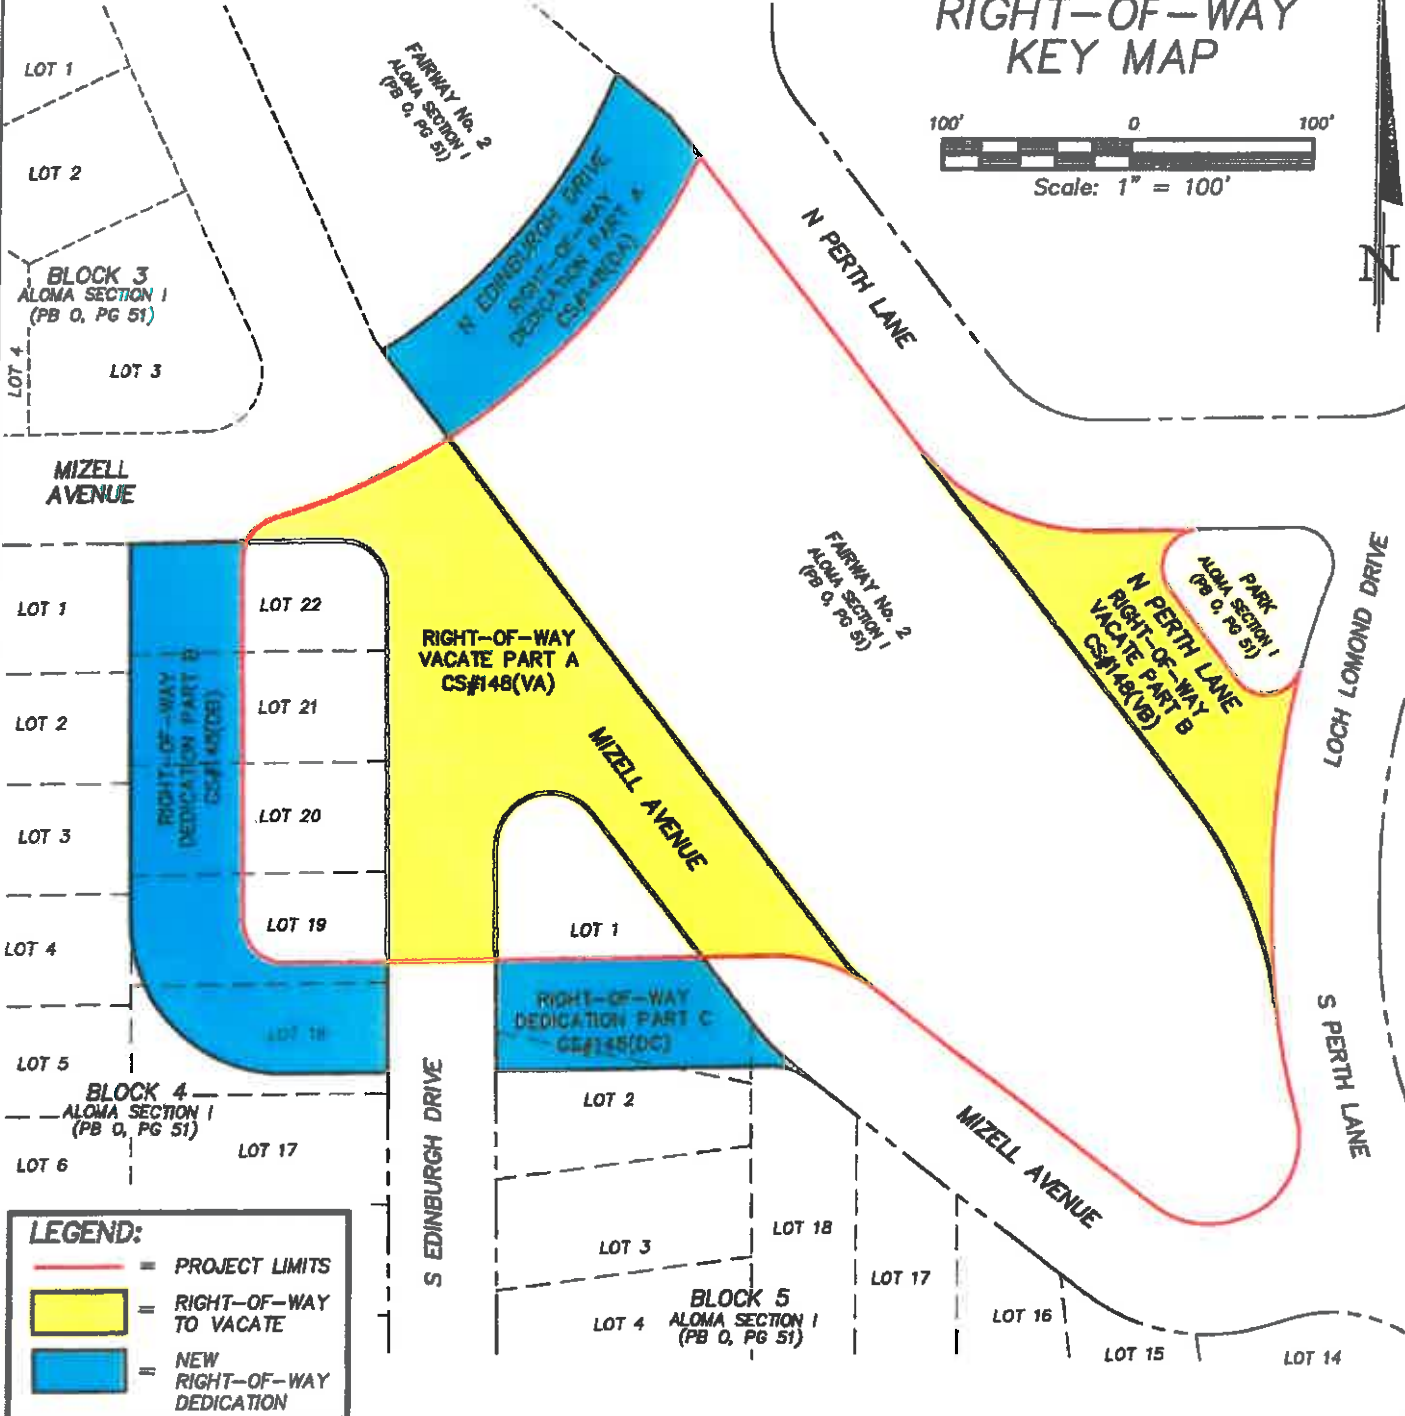 RIGHT-OF-WAY
KEY MAP
100'
0
100'
Scale: 1" = 100'
N
LOT 1
LOT 2
BLOCK 3
ALOMA SECTION I
(PB O, PG 51)
LOT 4
LOT 3
FAIRWAY No. 2
ALOMA SECTION I
(PB O, PG 51)
N EDINBURGH DRIVE
RIGHT-OF-WAY
DEDICATION PART A
CS#148(DA)
N PERTH LANE
MIZELL
AVENUE
LOT 1
LOT 2
LOT 3
LOT 4
LOT 5
LOT 6
RIGHT-OF-WAY
DEDICATION PART B
CS#148(DB)
LOT 22
LOT 21
LOT 20
LOT 19
LOT 18
RIGHT-OF-WAY
VACATE PART A
CS#148(VA)
MIZELL AVENUE
FAIRWAY No. 2
ALOMA SECTION I
(PB O, PG 51)
N PERTH LANE
RIGHT-OF-WAY
VACATE PART B
CS#148(VB)
PARK
ALOMA SECTION I
(PB O, PG 51)
LOCH LOMOND DRIVE
LOT 1
RIGHT-OF-WAY
DEDICATION PART C
CS#148(DC)
S PERTH LANE
BLOCK 4
ALOMA SECTION I
(PB O, PG 51)
LOT 17
S EDINBURGH DRIVE
LOT 2
LOT 3
LOT 4
BLOCK 5
ALOMA SECTION I
(PB O, PG 51)
MIZELL AVENUE
LOT 18
LOT 17
LOT 16
LOT 15
LOT 14
LEGEND:
= PROJECT LIMITS
= RIGHT-OF-WAY
TO VACATE
= NEW
RIGHT-OF-WAY
DEDICATION